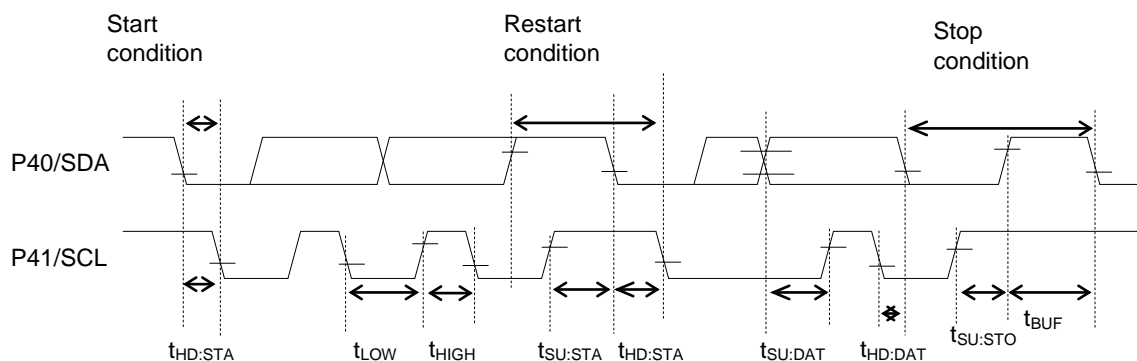 Start
condition
Restart
condition
Stop
condition
P40/SDA
P41/SCL
tHD:STA
tLOW
tHIGH
tSU:STA
tHD:STA
tSU:DAT
tHD:DAT
tSU:STO
tBUF